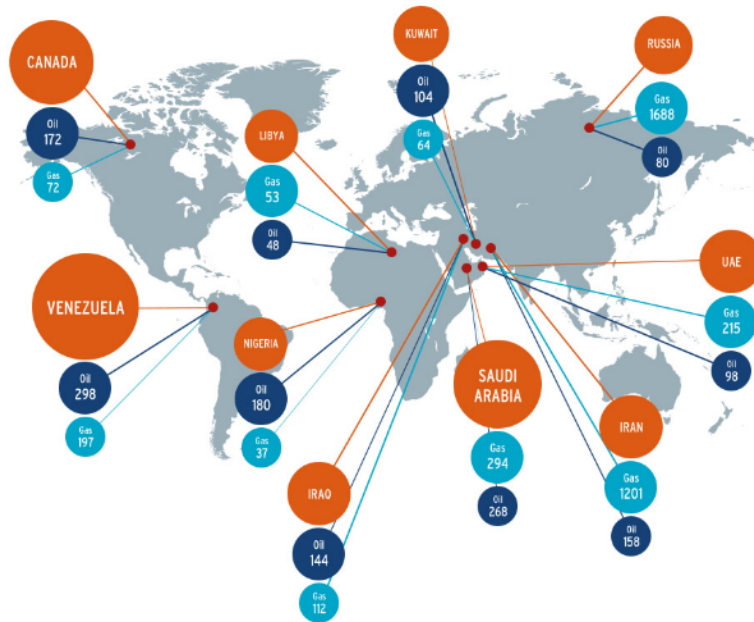 CANADA
Oil
172
Gas
72
KUWAIT
Oil
104
Gas
64
RUSSIA
Gas
1688
Oil
80
LIBYA
Gas
53
Oil
48
VENEZUELA
Oil
298
Gas
197
NIGERIA
Oil
180
Gas
37
UAE
Gas
215
Oil
98
SAUDI
ARABIA
Gas
294
Oil
268
IRAN
Gas
1201
Oil
158
IRAQ
Oil
144
Gas
112